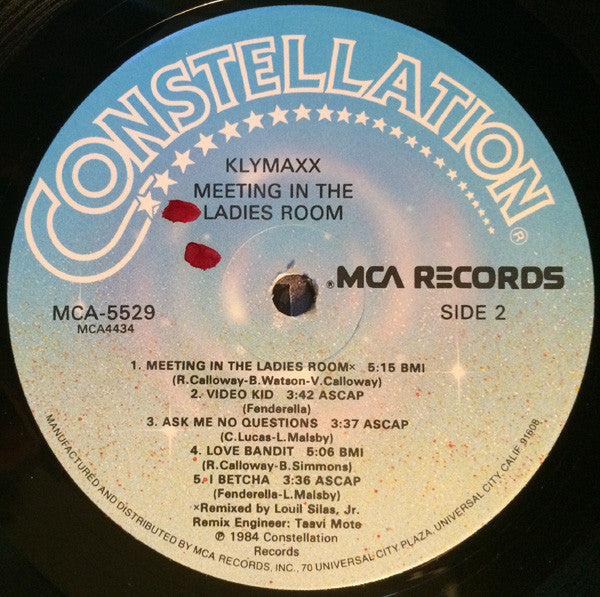 CONSTELLATION®
KLYMAXX
MEETING IN THE
LADIES ROOM
®MCA RECORDS
MCA-5529
MCA4434
SIDE 2
1. MEETING IN THE LADIES ROOM× 5:15 BMI
(R.Calloway-B.Watson-V.Calloway)
2. VIDEO KID 3:42 ASCAP
(Fenderella)
3. ASK ME NO QUESTIONS 3:37 ASCAP
(C.Lucas-L.Malsby)
4. LOVE BANDIT 5:06 BMI
(R.Calloway-B.Simmons)
5. I BETCHA 3:36 ASCAP
(Fenderella-L.Malsby)
×Remixed by Louil Silas, Jr.
Remix Engineer: Taavi Mote
℗ 1984 Constellation
Records
MANUFACTURED AND DISTRIBUTED BY MCA RECORDS, INC., 70 UNIVERSAL CITY PLAZA, UNIVERSAL CITY, CALIF. 91608